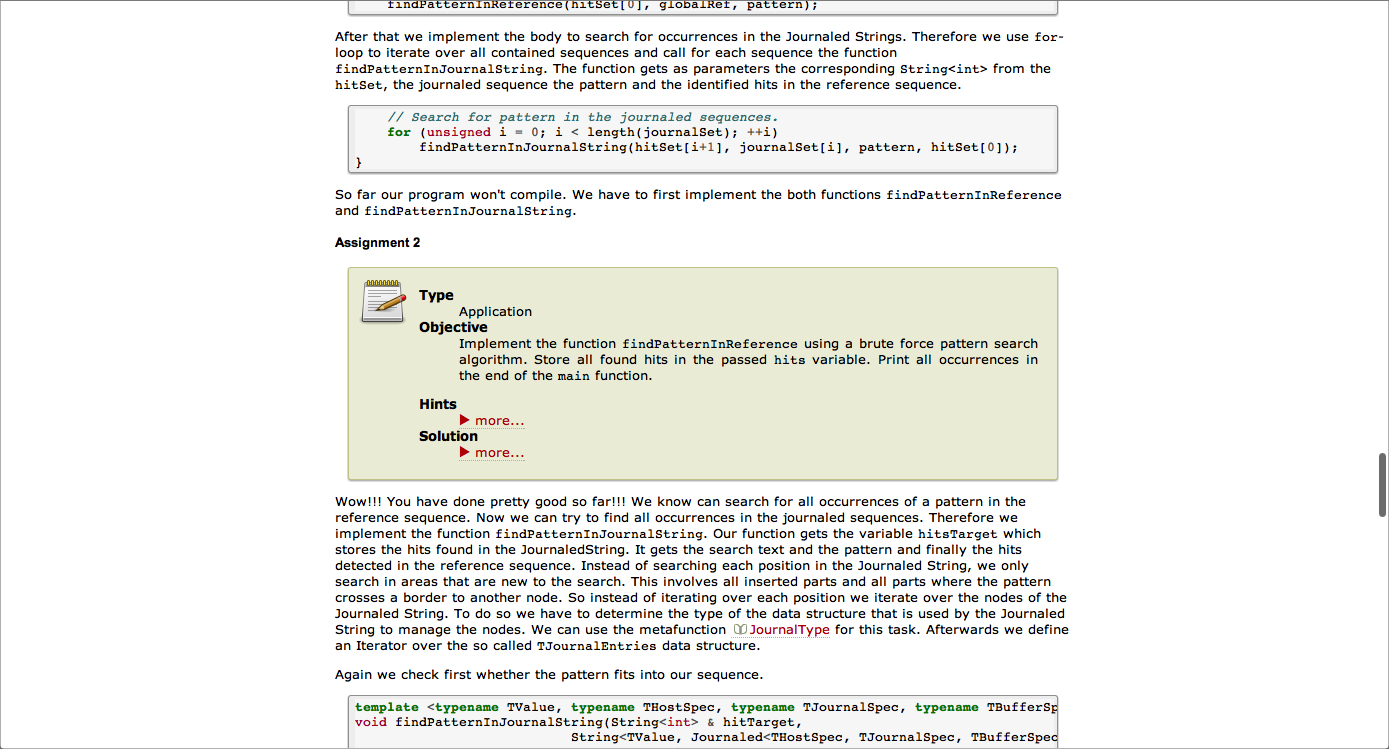 findPatternInReference(hitSet[0], globalRef, pattern);
After that we implement the body to search for occurrences in the Journaled Strings. Therefore we use for-
loop to iterate over all contained sequences and call for each sequence the function
findPatternInJournalString. The function gets as parameters the corresponding String<int> from the
hitSet, the journaled sequence the pattern and the identified hits in the reference sequence.
// Search for pattern in the journaled sequences.
for (unsigned i = 0; i < length(journalSet); ++i)
findPatternInJournalString(hitSet[i+1], journalSet[i], pattern, hitSet[0]);
}
So far our program won't compile. We have to first implement the both functions findPatternInReference
and findPatternInJournalString.
Assignment 2
Type
Application
Objective
Implement the function findPatternInReference using a brute force pattern search
algorithm. Store all found hits in the passed hits variable. Print all occurrences in
the end of the main function.
Hints
more...
Solution
more...
Wow!!! You have done pretty good so far!!! We know can search for all occurrences of a pattern in the
reference sequence. Now we can try to find all occurrences in the journaled sequences. Therefore we
implement the function findPatternInJournalString. Our function gets the variable hitsTarget which
stores the hits found in the JournaledString. It gets the search text and the pattern and finally the hits
detected in the reference sequence. Instead of searching each position in the Journaled String, we only
search in areas that are new to the search. This involves all inserted parts and all parts where the pattern
crosses a border to another node. So instead of iterating over each position we iterate over the nodes of the
Journaled String. To do so we have to determine the type of the data structure that is used by the Journaled
String to manage the nodes. We can use the metafunction JournalType for this task. Afterwards we define
an Iterator over the so called TJournalEntries data structure.
Again we check first whether the pattern fits into our sequence.
template <typename TValue, typename THostSpec, typename TJournalSpec, typename TBufferSp
void findPatternInJournalString(String<int> & hitTarget,
String<TValue, Journaled<THostSpec, TJournalSpec, TBufferSpec